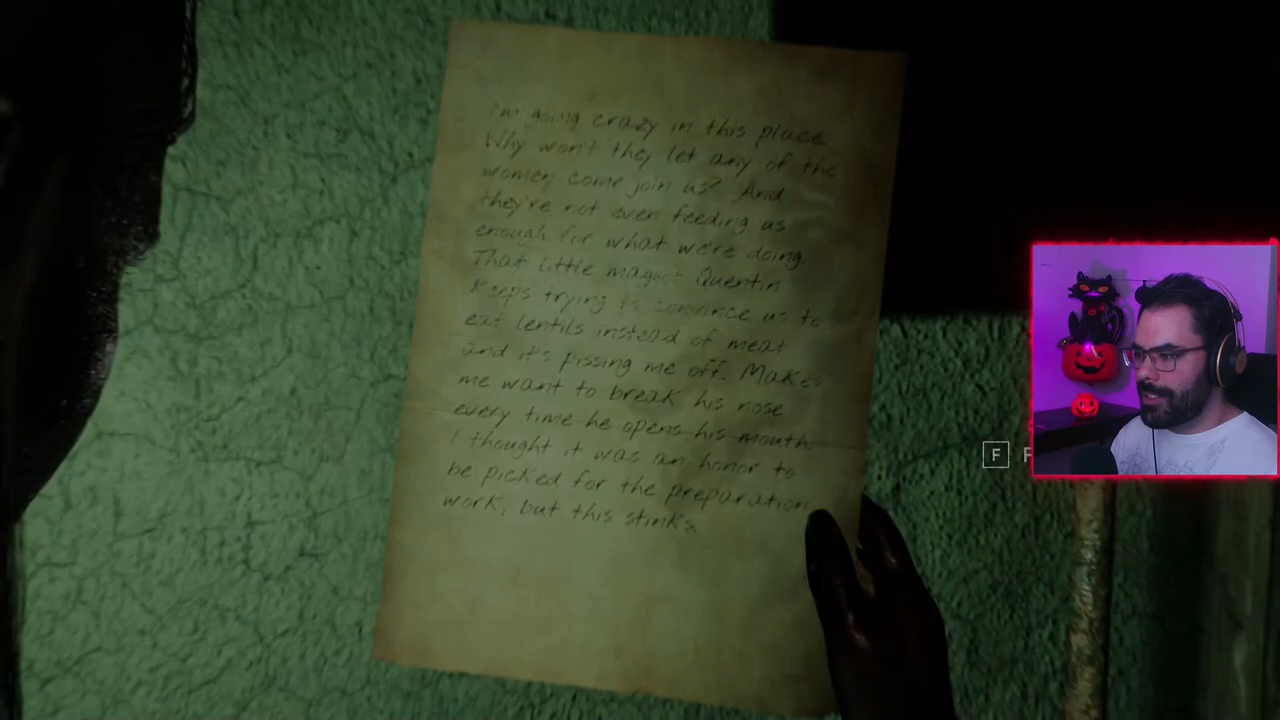 I'm going crazy in this place.
Why won't they let any of the
women come join us? And
they're not even feeding us
enough for what we're doing
That little maggot Quentin
keeps trying to convince us to
eat lentils instead of meat
and it's pissing me off. Makes
me want to break his nose
every time he opens his mouth.
I thought it was an honor to
be picked for the preparation
work, but this stinks.
F